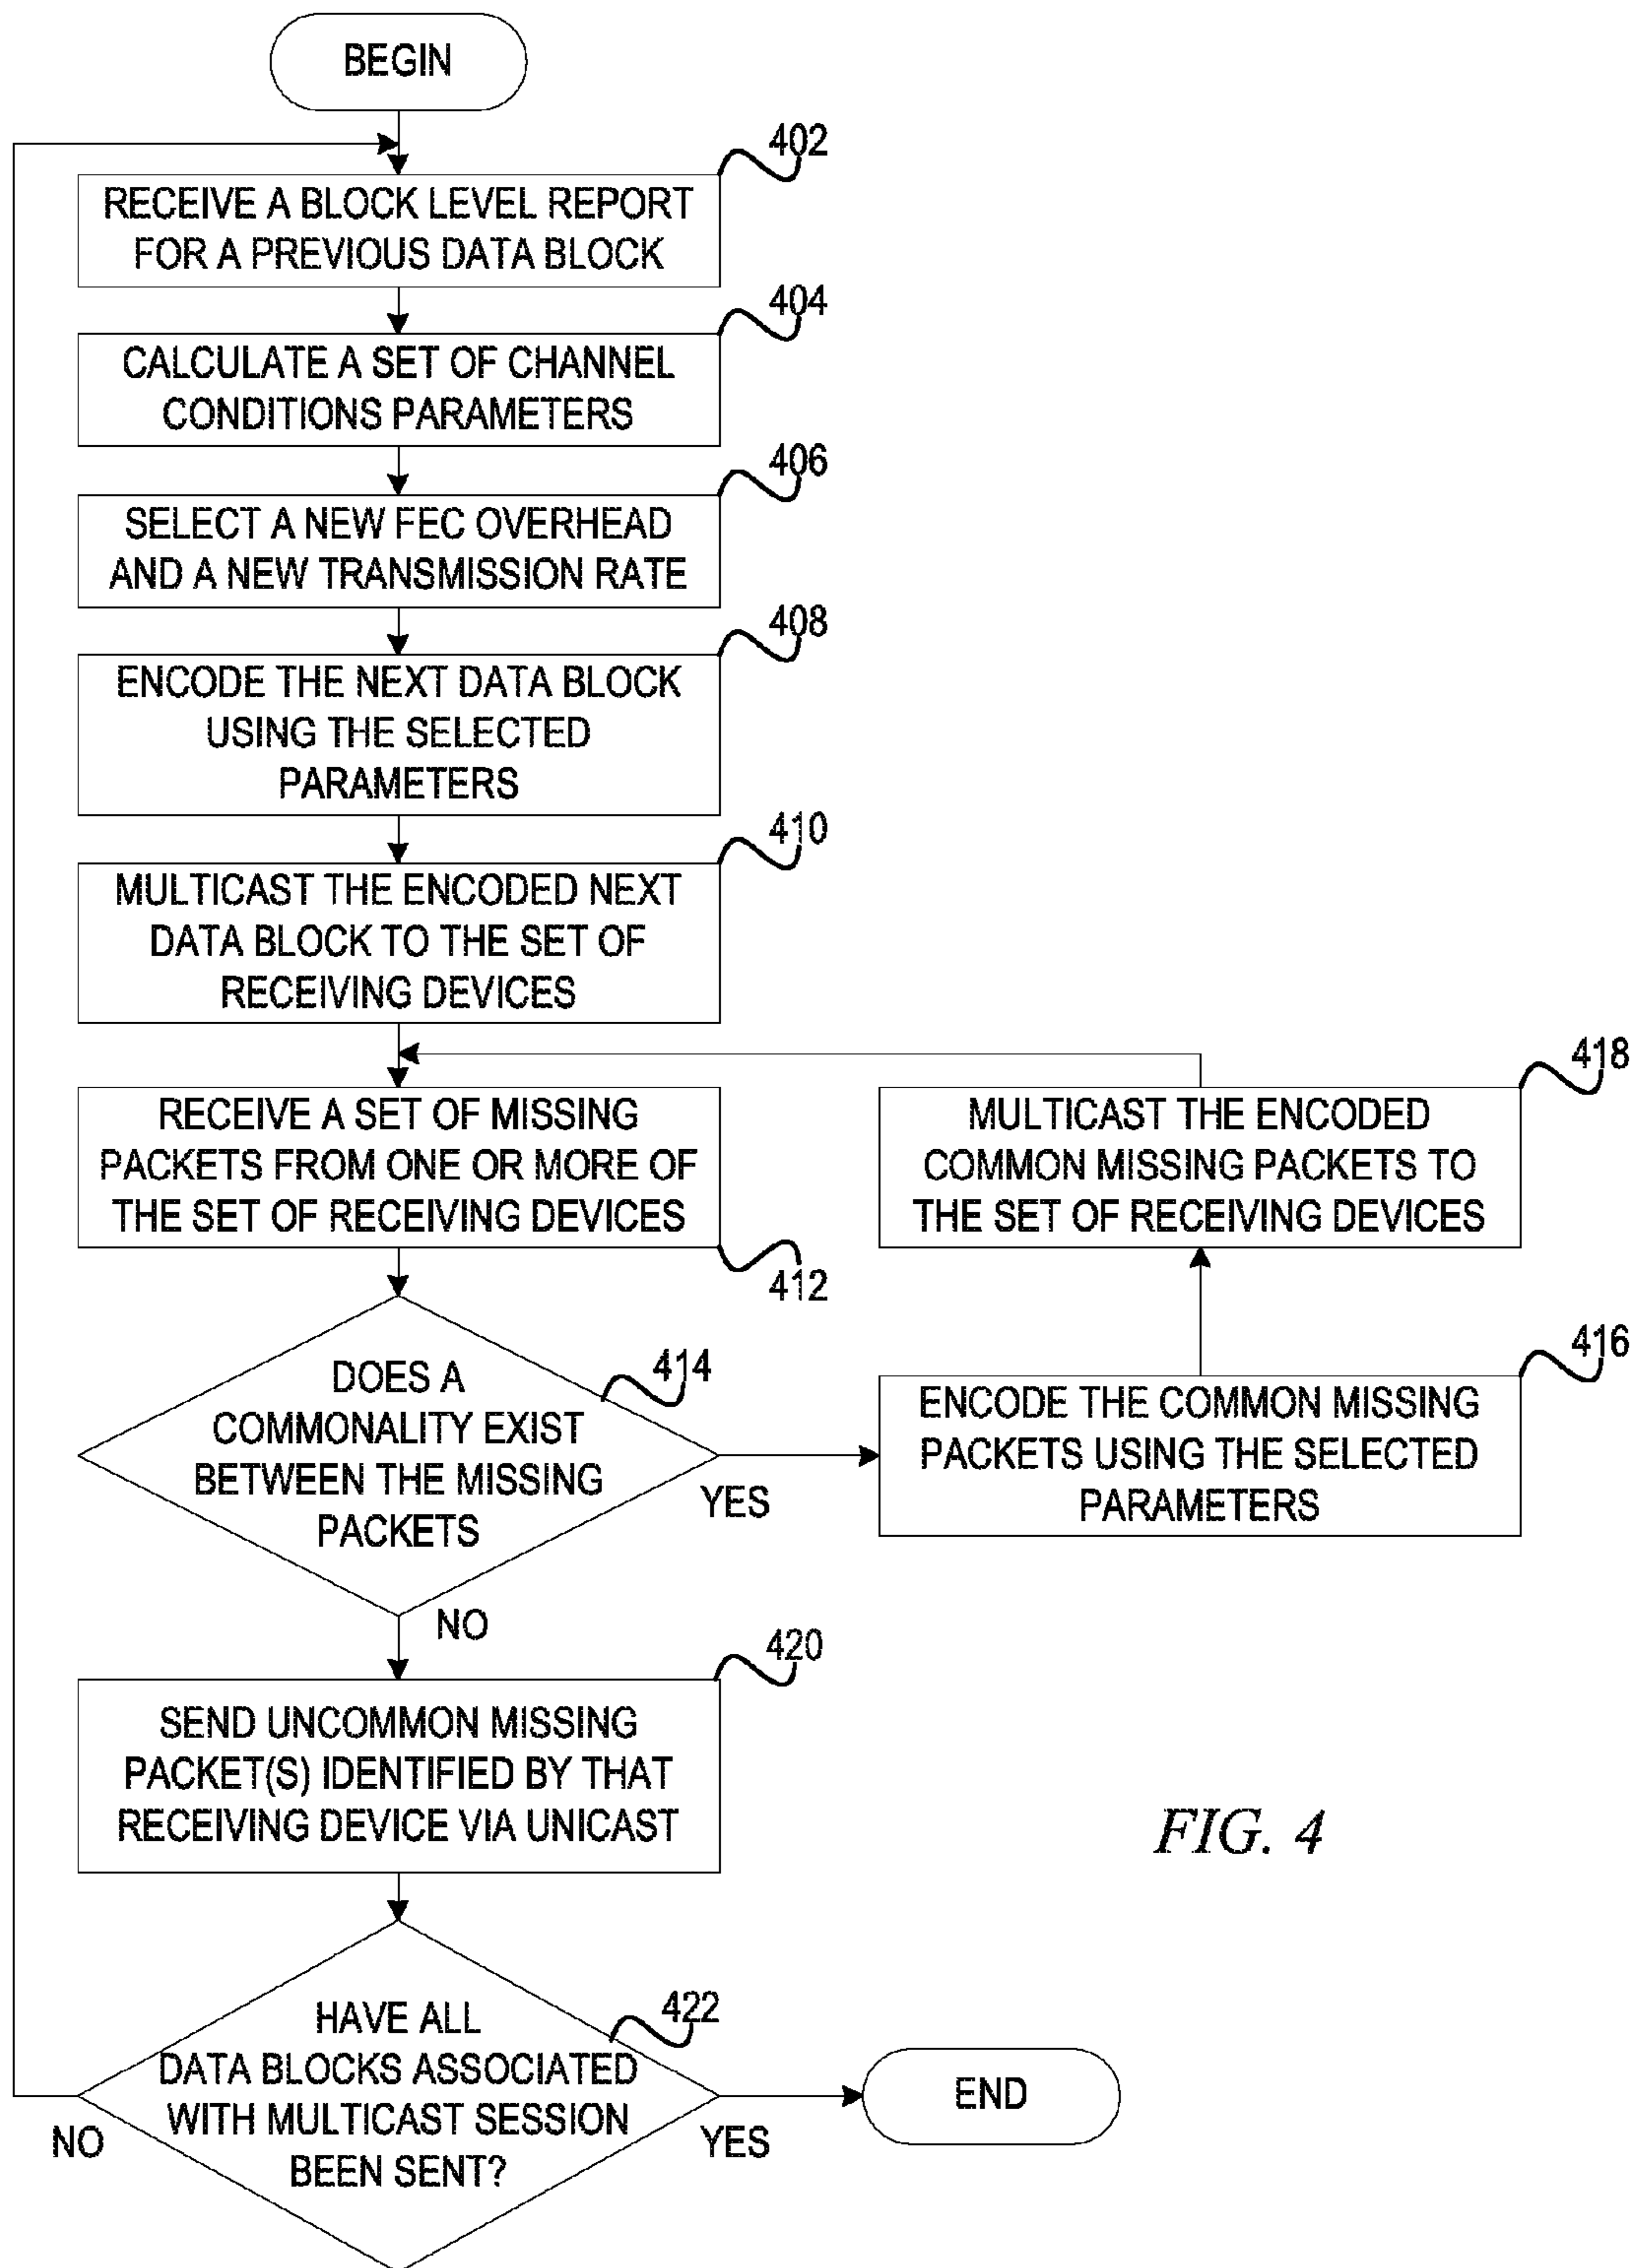 BEGIN
402
RECEIVE A BLOCK LEVEL REPORT
FOR A PREVIOUS DATA BLOCK
404
CALCULATE A SET OF CHANNEL
CONDITIONS PARAMETERS
406
SELECT A NEW FEC OVERHEAD
AND A NEW TRANSMISSION RATE
408
ENCODE THE NEXT DATA BLOCK
USING THE SELECTED
PARAMETERS
410
MULTICAST THE ENCODED NEXT
DATA BLOCK TO THE SET OF
RECEIVING DEVICES
RECEIVE A SET OF MISSING
PACKETS FROM ONE OR MORE OF
THE SET OF RECEIVING DEVICES
412
418
MULTICAST THE ENCODED
COMMON MISSING PACKETS TO
THE SET OF RECEIVING DEVICES
414
DOES A
COMMONALITY EXIST
BETWEEN THE MISSING
PACKETS
YES
416
ENCODE THE COMMON MISSING
PACKETS USING THE SELECTED
PARAMETERS
NO
420
SEND UNCOMMON MISSING
PACKET(S) IDENTIFIED BY THAT
RECEIVING DEVICE VIA UNICAST
FIG. 4
422
HAVE ALL
DATA BLOCKS ASSOCIATED
WITH MULTICAST SESSION
BEEN SENT?
NO
YES
END